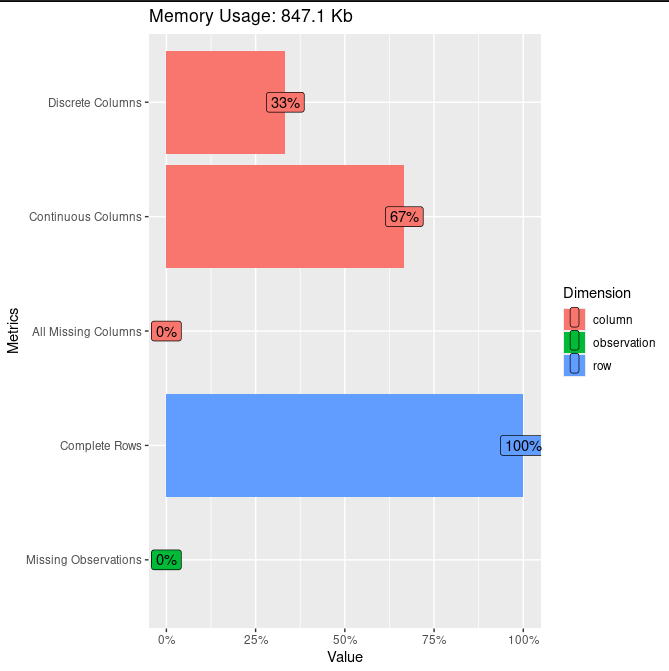 Memory Usage: 847.1 Kb
Metrics
Discrete Columns
33%
Continuous Columns
67%
All Missing Columns
0%
Complete Rows
100%
Missing Observations
0%
0% 25% 50% 75% 100%
Value
Dimension
column
observation
row